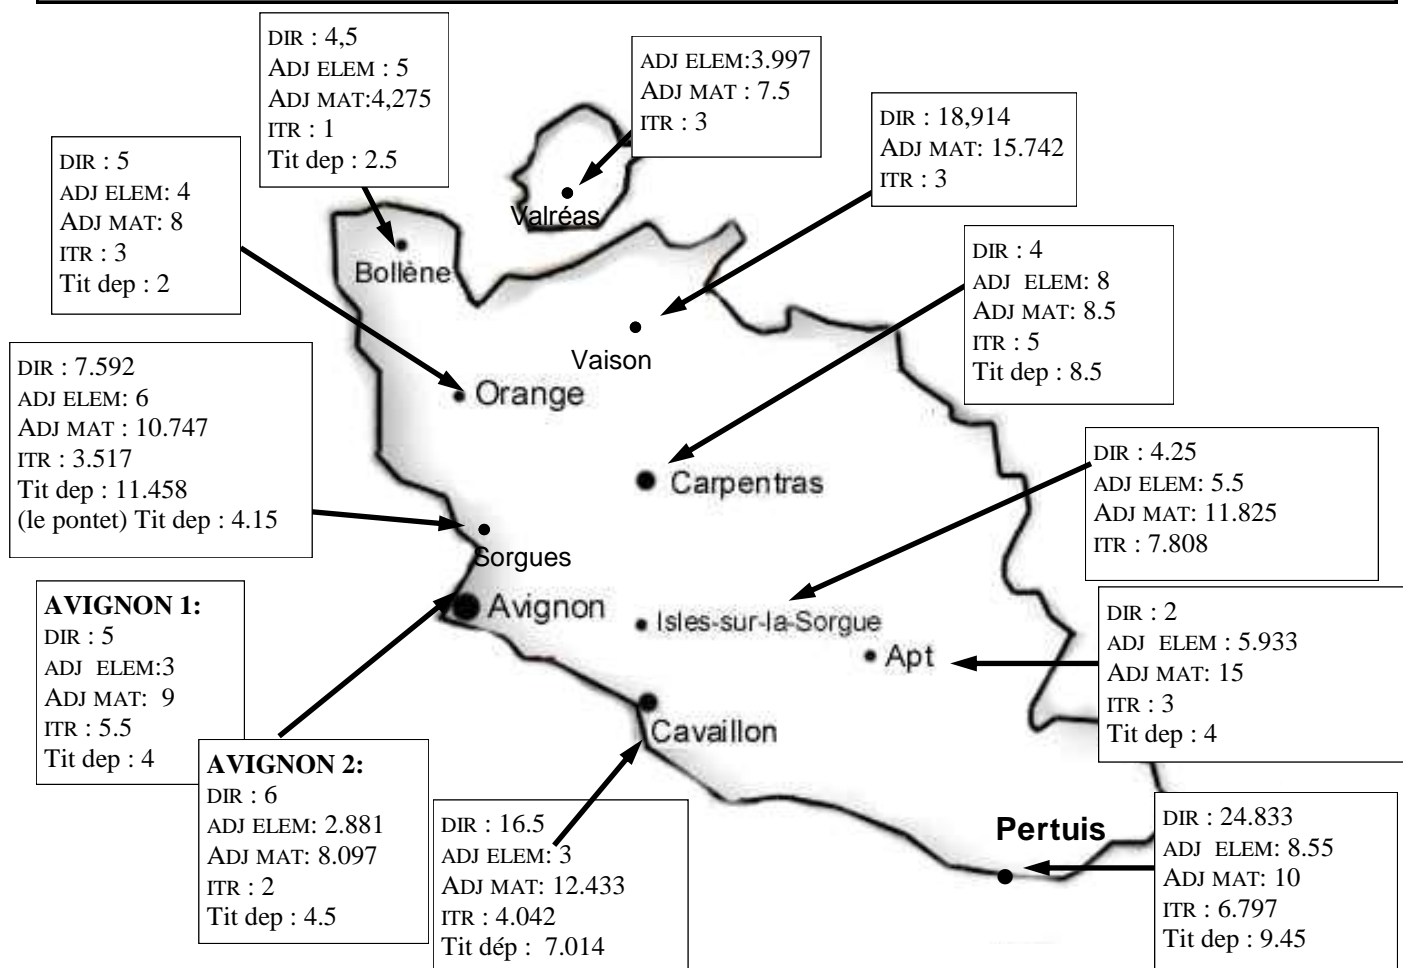 DIR : 4,5
ADJ ELEM : 5
ADJ MAT:4,275
ITR : 1
Tit dep : 2.5
ADJ ELEM:3.997
ADJ MAT : 7.5
ITR : 3
DIR : 18,914
ADJ MAT: 15.742
ITR : 3
DIR : 5
ADJ ELEM: 4
ADJ MAT: 8
ITR : 3
Tit dep : 2
Valréas
Bollène
DIR : 4
ADJ ELEM: 8
ADJ MAT: 8.5
ITR : 5
Tit dep : 8.5
Vaison
Orange
DIR : 7.592
ADJ ELEM: 6
ADJ MAT : 10.747
ITR : 3.517
Tit dep : 11.458
(le pontet) Tit dep : 4.15
Carpentras
DIR : 4.25
ADJ ELEM: 5.5
ADJ MAT: 11.825
ITR : 7.808
Sorgues
Avignon
Isles-sur-la-Sorgue
Apt
AVIGNON 1:
DIR : 5
ADJ ELEM:3
ADJ MAT: 9
ITR : 5.5
Tit dep : 4
DIR : 2
ADJ ELEM : 5.933
ADJ MAT: 15
ITR : 3
Tit dep : 4
Cavaillon
AVIGNON 2:
DIR : 6
ADJ ELEM: 2.881
ADJ MAT: 8.097
ITR : 2
Tit dep : 4.5
DIR : 16.5
ADJ ELEM: 3
ADJ MAT: 12.433
ITR : 4.042
Tit dép : 7.014
Pertuis
DIR : 24.833
ADJ ELEM: 8.55
ADJ MAT: 10
ITR : 6.797
Tit dep : 9.45